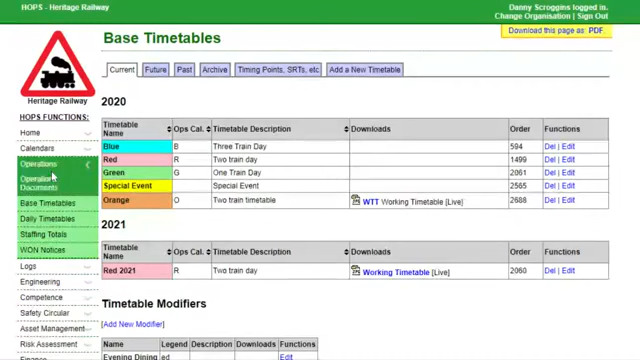 HOPS - Heritage Railway
Danny Scroggins logged in.
Change Organisation | Sign Out
Download this page as: PDF
Base Timetables
Current Future Past Archive Timing Points, SRTs, etc Add a New Timetable
Heritage Railway
HOPS FUNCTIONS:
Home
Calendars
Operations
Operations
Documents
Base Timetables
Daily Timetables
Staffing Totals
WON Notices
Logs
Engineering
Competence
Safety Circular
Asset Management
Risk Assessment
Finance
2020
Timetable Name Ops Cal. Timetable Description Downloads Order Functions
Blue B Three Train Day 594 Del | Edit
Red R Two train day 1499 Del | Edit
Green G One Train Day 2061 Del | Edit
Special Event Special Event 2565 Del | Edit
Orange O Two train timetable WTT Working Timetable [Live] 2688 Del | Edit
2021
Timetable Name Ops Cal. Timetable Description Downloads Order Functions
Red 2021 R Two train day Working Timetable [Live] 2060 Del | Edit
Timetable Modifiers
[Add New Modifier]
Name Legend Description Downloads Functions
Evening Dining ed Edit